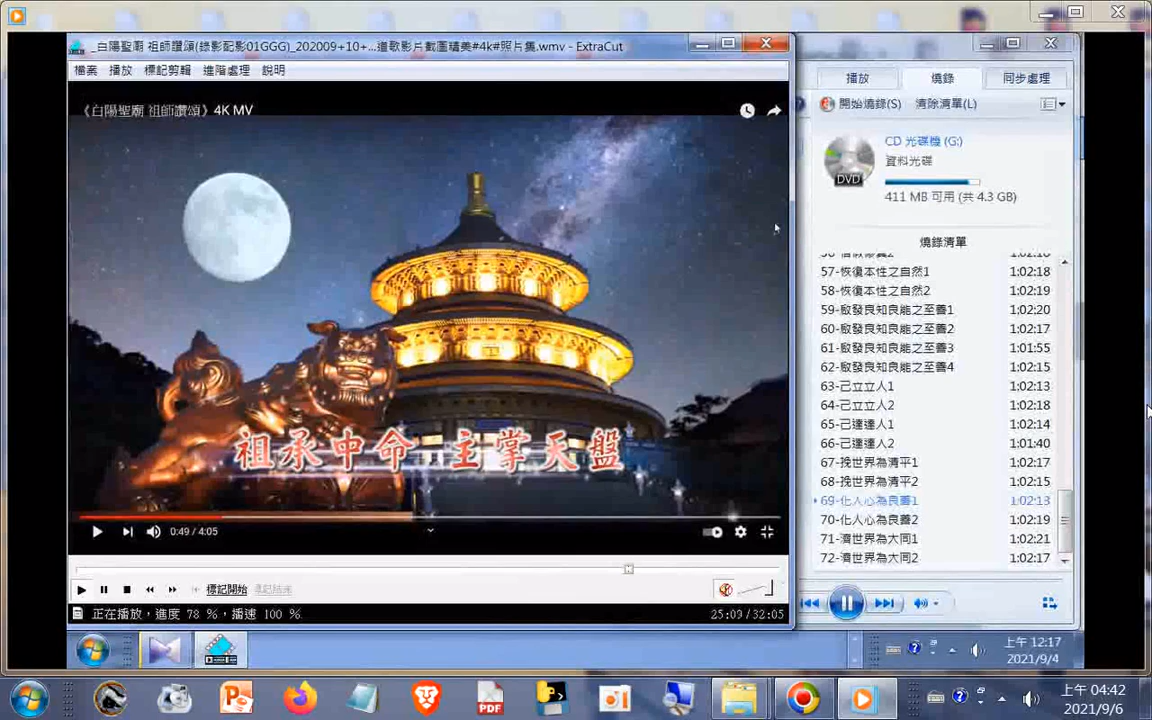 _白陽聖廟 祖師讚頌(錄影配影01GGG)_202009+10+...道歌影片截圖精美#4k#照片集.wmv - ExtraCut
檔案 播放 標記剪輯 進階處理 說明
《白陽聖廟 祖師讚頌》4K MV
祖承中命 主掌天盤
0:49 / 4:05
標記開始 標記結束
正在播放，進度 78 %，播速 100 %
25:09 / 32:05
播放 燒錄 同步處理
開始燒錄(S) 清除清單(L)
CD 光碟機 (G:)
資料光碟
DVD
411 MB 可用 (共 4.3 GB)
燒錄清單
57-恢復本性之自然1 1:02:18
58-恢復本性之自然2 1:02:19
59-啟發良知良能之至善1 1:02:20
60-啟發良知良能之至善2 1:02:17
61-啟發良知良能之至善3 1:01:55
62-啟發良知良能之至善4 1:02:15
63-己立立人1 1:02:13
64-己立立人2 1:02:18
65-己達達人1 1:02:14
66-己達達人2 1:01:40
67-挽世界為清平1 1:02:17
68-挽世界為清平2 1:02:15
69-化人心為良善1 1:02:13
70-化人心為良善2 1:02:19
71-濟世界為大同1 1:02:21
72-濟世界為大同2 1:02:17
上午 12:17
2021/9/4
PDF
上午 04:42
2021/9/6